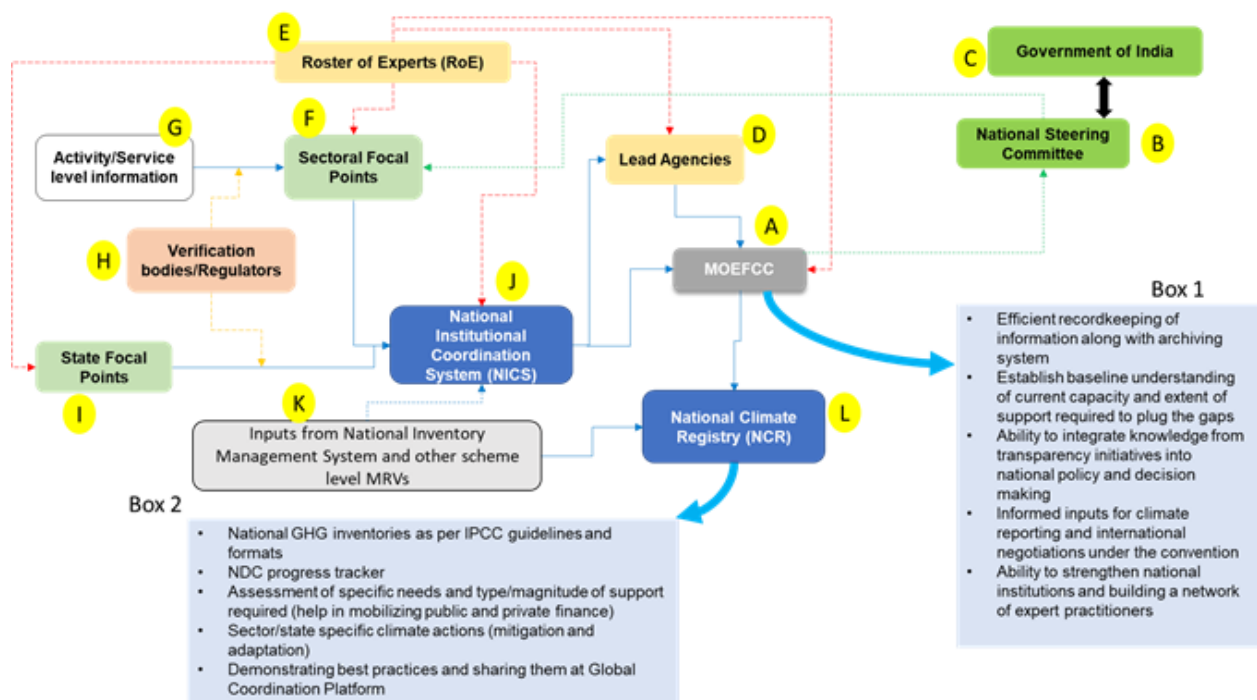 E
Roster of Experts (RoE)
C
Government of India
G
F
Activity/Service
level information
Sectoral Focal
Points
D
Lead Agencies
National Steering
Committee
B
H
Verification
bodies/Regulators
A
MOEFCC
J
National
Institutional
Coordination
System (NICS)
State Focal
Points
I
K
Inputs from National Inventory
Management System and other scheme
level MRVs
National Climate
Registry (NCR)
L
Box 1
• Efficient recordkeeping of
information along with archiving
system
• Establish baseline understanding
of current capacity and extent of
support required to plug the gaps
• Ability to integrate knowledge from
transparency initiatives into
national policy and decision
making
• Informed inputs for climate
reporting and international
negotiations under the convention
• Ability to strengthen national
institutions and building a network
of expert practitioners
Box 2
• National GHG inventories as per IPCC guidelines and
formats
• NDC progress tracker
• Assessment of specific needs and type/magnitude of support
required (help in mobilizing public and private finance)
• Sector/state specific climate actions (mitigation and
adaptation)
• Demonstrating best practices and sharing them at Global
Coordination Platform